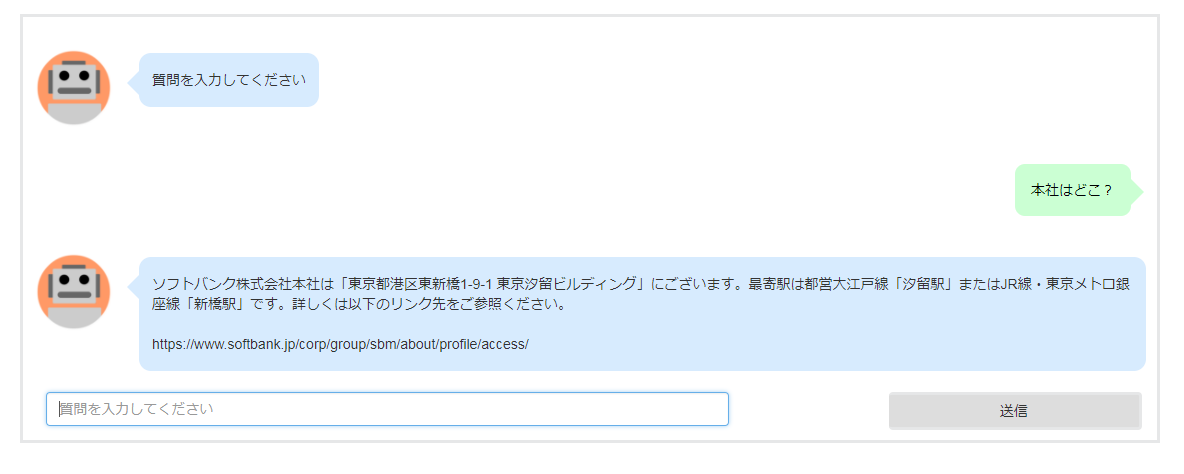 質問を入力してください
本社はどこ？
ソフトバンク株式会社本社は「東京都港区東新橋1-9-1 東京汐留ビルディング」にございます。最寄駅は都営大江戸線「汐留駅」またはJR線・東京メトロ銀
座線「新橋駅」です。詳しくは以下のリンク先をご参照ください。
https://www.softbank.jp/corp/group/sbm/about/profile/access/
質問を入力してください
送信